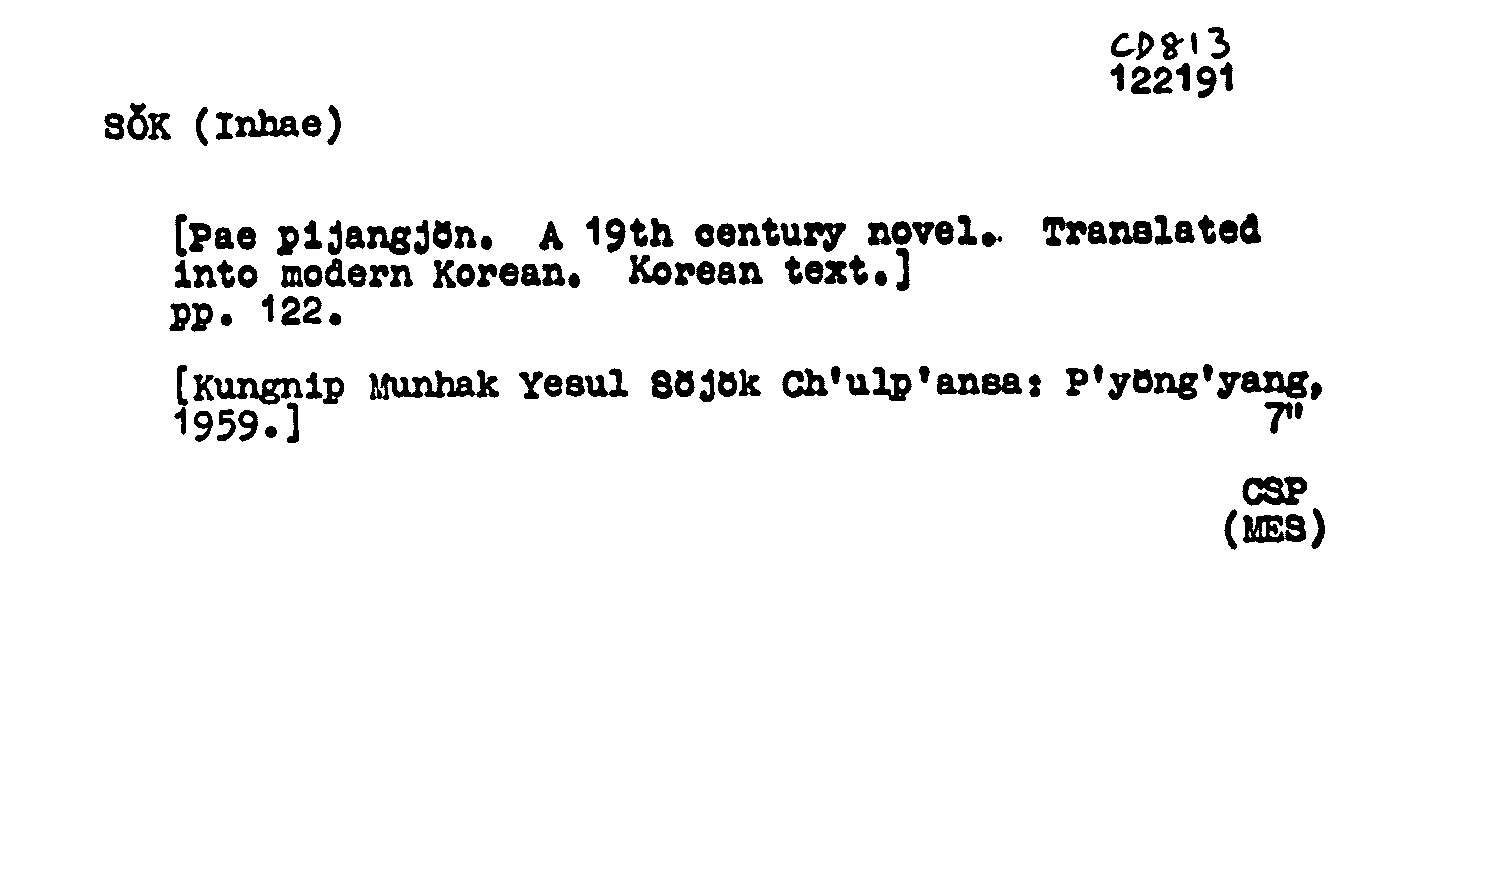 CD813
122191
SŎK (Inhae)
[Pae pijangjŏn. A 19th century novel. Translated
into modern Korean. Korean text.]
pp. 122.
[Kungnip Munhak Yesul Sŏjŏk Ch'ulp'ansa: P'yŏng'yang,
1959.]
7"
CSP
(MES)